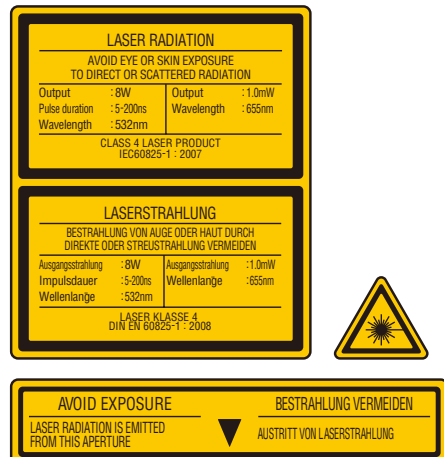 LASER RADIATION
AVOID EYE OR SKIN EXPOSURE
TO DIRECT OR SCATTERED RADIATION
Output :8W Output :1.0mW
Pulse duration :5-200ns Wavelength :655nm
Wavelength :532nm
CLASS 4 LASER PRODUCT
IEC60825-1 : 2007
LASERSTRAHLUNG
BESTRAHLUNG VON AUGE ODER HAUT DURCH
DIREKTE ODER STREUSTRAHLUNG VERMEIDEN
Ausgangsstrahlung :8W Ausgangsstrahlung :1.0mW
Impulsdauer :5-200ns Wellenlange :655nm
Wellenlange :532nm
LASER KLASSE 4
DIN EN 60825-1 : 2008
AVOID EXPOSURE
LASER RADIATION IS EMITTED
FROM THIS APERTURE
BESTRAHLUNG VERMEIDEN
AUSTRITT VON LASERSTRAHLUNG